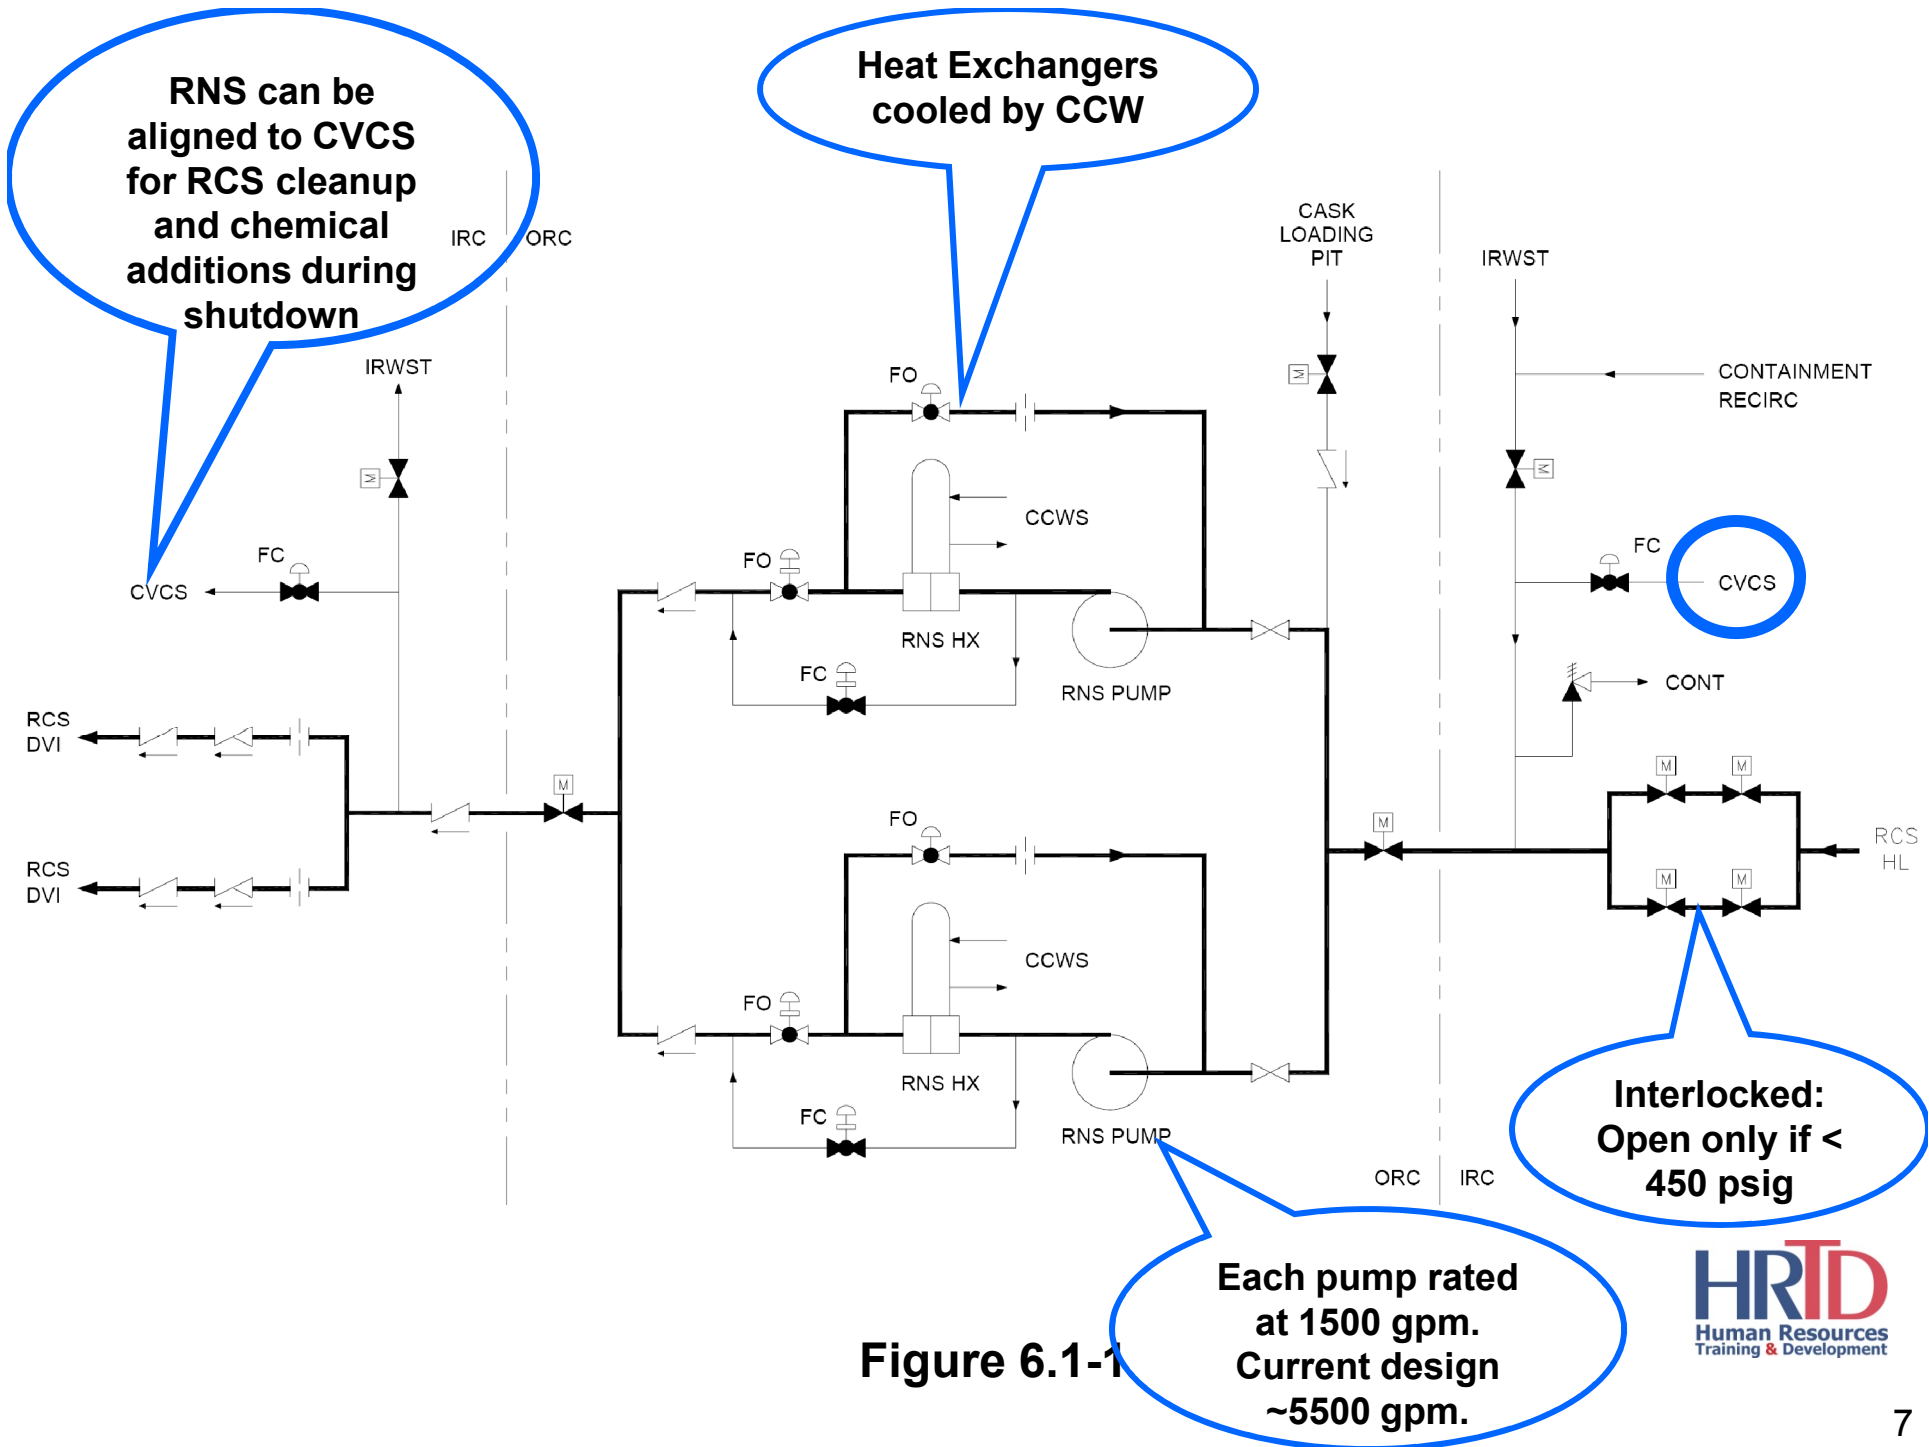 RNS can be
aligned to CVCS
for RCS cleanup
and chemical
additions during
shutdown
Heat Exchangers
cooled by CCW
IRC
ORC
CASK
LOADING
PIT
IRWST
IRWST
FO
CONTAINMENT
RECIRC
M
M
M
CCWS
FC
CVCS
FO
FC
CVCS
RNS HX
FC
RNS PUMP
CONT
RCS
DVI
M
M
M
FO
M
RCS
HL
RCS
DVI
M
M
CCWS
FO
RNS HX
FC
RNS PUMP
ORC
IRC
Interlocked:
Open only if <
450 psig
Each pump rated
at 1500 gpm.
Current design
~5500 gpm.
Figure 6.1-1
HRTD
Human Resources
Training & Development
7